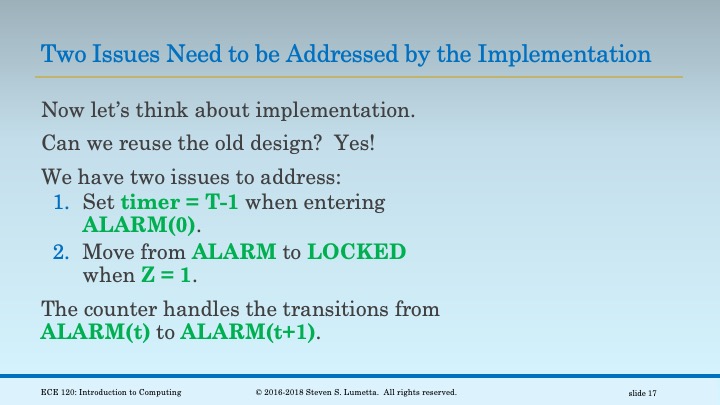 Two Issues Need to be Addressed by the Implementation
Now let's think about implementation.
Can we reuse the old design?  Yes!
We have two issues to address:
1. Set timer = T-1 when entering
ALARM(0).
2. Move from ALARM to LOCKED
when Z = 1.
The counter handles the transitions from
ALARM(t) to ALARM(t+1).
ECE 120: Introduction to Computing
© 2016-2018 Steven S. Lumetta.  All rights reserved.
slide 17